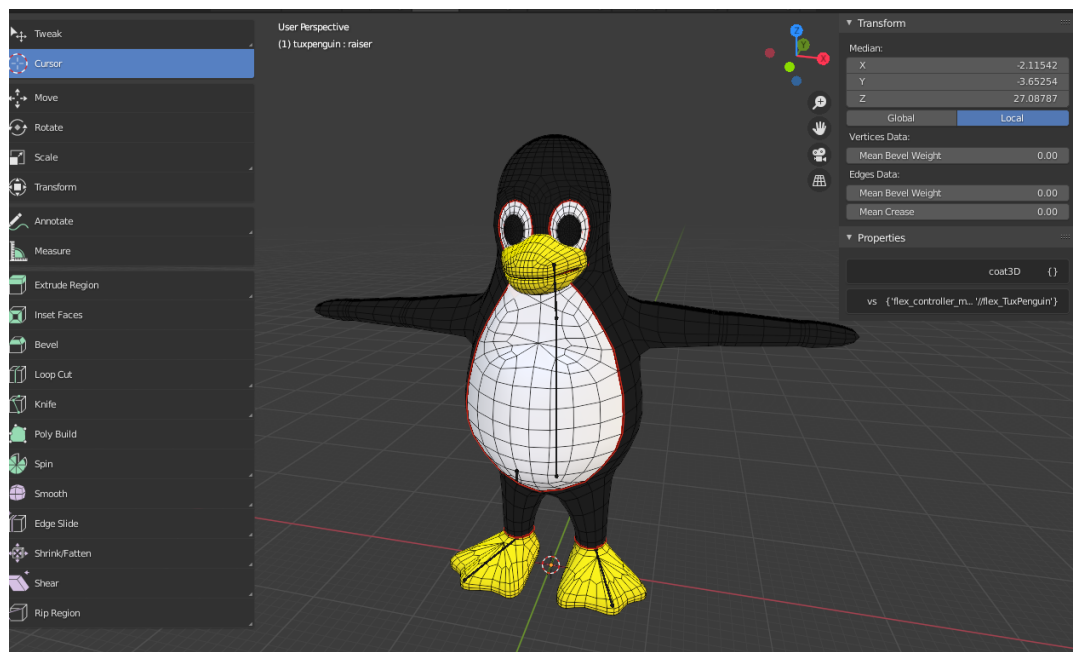 Tweak
Cursor
Move
Rotate
Scale
Transform
Annotate
Measure
Extrude Region
Inset Faces
Bevel
Loop Cut
Knife
Poly Build
Spin
Smooth
Edge Slide
Shrink/Fatten
Shear
Rip Region
User Perspective
(1) tuxpenguin : raiser
Z
Y
X
Transform
Median:
X -2.11542
Y -3.65254
Z 27.08787
Global Local
Vertices Data:
Mean Bevel Weight 0.00
Edges Data:
Mean Bevel Weight 0.00
Mean Crease 0.00
Properties
coat3D {}
vs {'flex_controller_m... '//flex_TuxPenguin'}